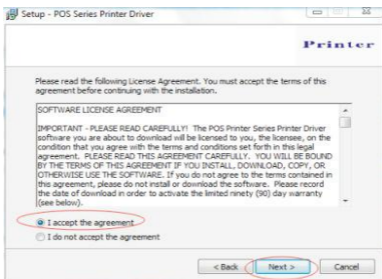 Setup - POS Series Printer Driver
Printer
Please read the following License Agreement. You must accept the terms of this
agreement before continuing with the installation.
SOFTWARE LICENSE AGREEMENT
IMPORTANT - PLEASE READ CAREFULLY! The POS Printer Series Printer Driver
software you are about to download will be licensed to you, the licensee, on the
condition that you agree with the terms and conditions set forth in this legal
agreement. PLEASE READ THIS AGREEMENT CAREFULLY. YOU WILL BE BOUND
BY THE TERMS OF THIS AGREEMENT IF YOU INSTALL, DOWNLOAD, COPY, OR
OTHERWISE USE THE SOFTWARE. If you do not agree to the terms contained in
this agreement, please do not install or download the software. Please record
the date of download in order to activate the limited ninety (90) day warranty
(see below).
I accept the agreement
I do not accept the agreement
< Back Next > Cancel